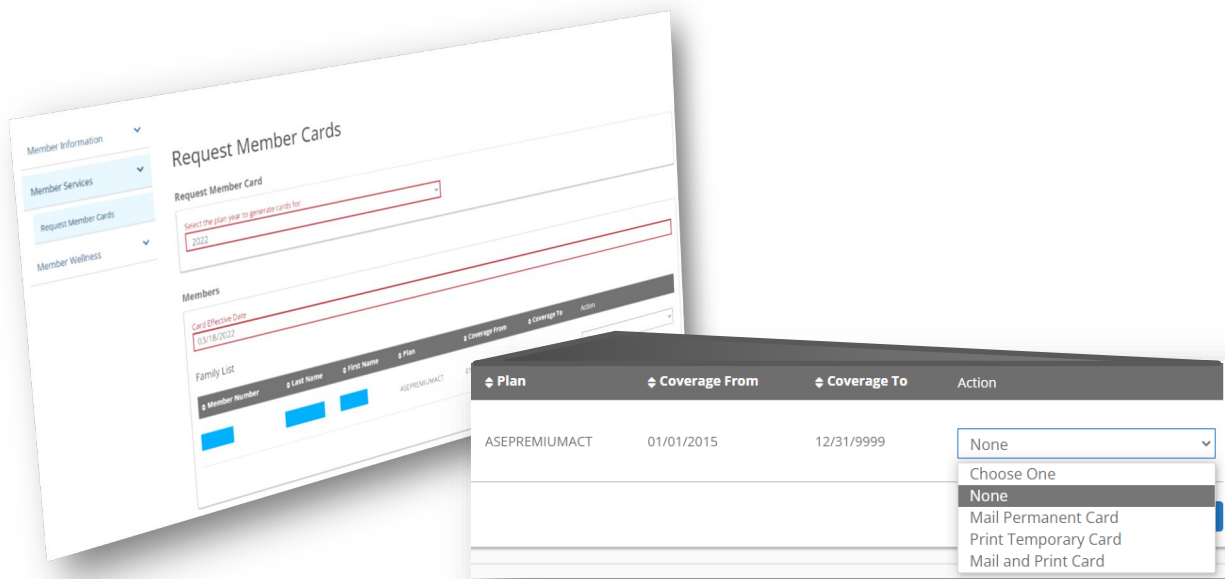 Member Information
Member Services
Request Member Cards
Member Wellness
Request Member Cards
Request Member Card
Select the plan year to generate cards for
2022
Members
Card Effective Date
03/18/2022
Family List
Member Number Last Name First Name Plan Coverage From Coverage To Action
ASEPREMIUMACT
Plan Coverage From Coverage To Action
ASEPREMIUMACT 01/01/2015 12/31/9999 None
Choose One
None
Mail Permanent Card
Print Temporary Card
Mail and Print Card